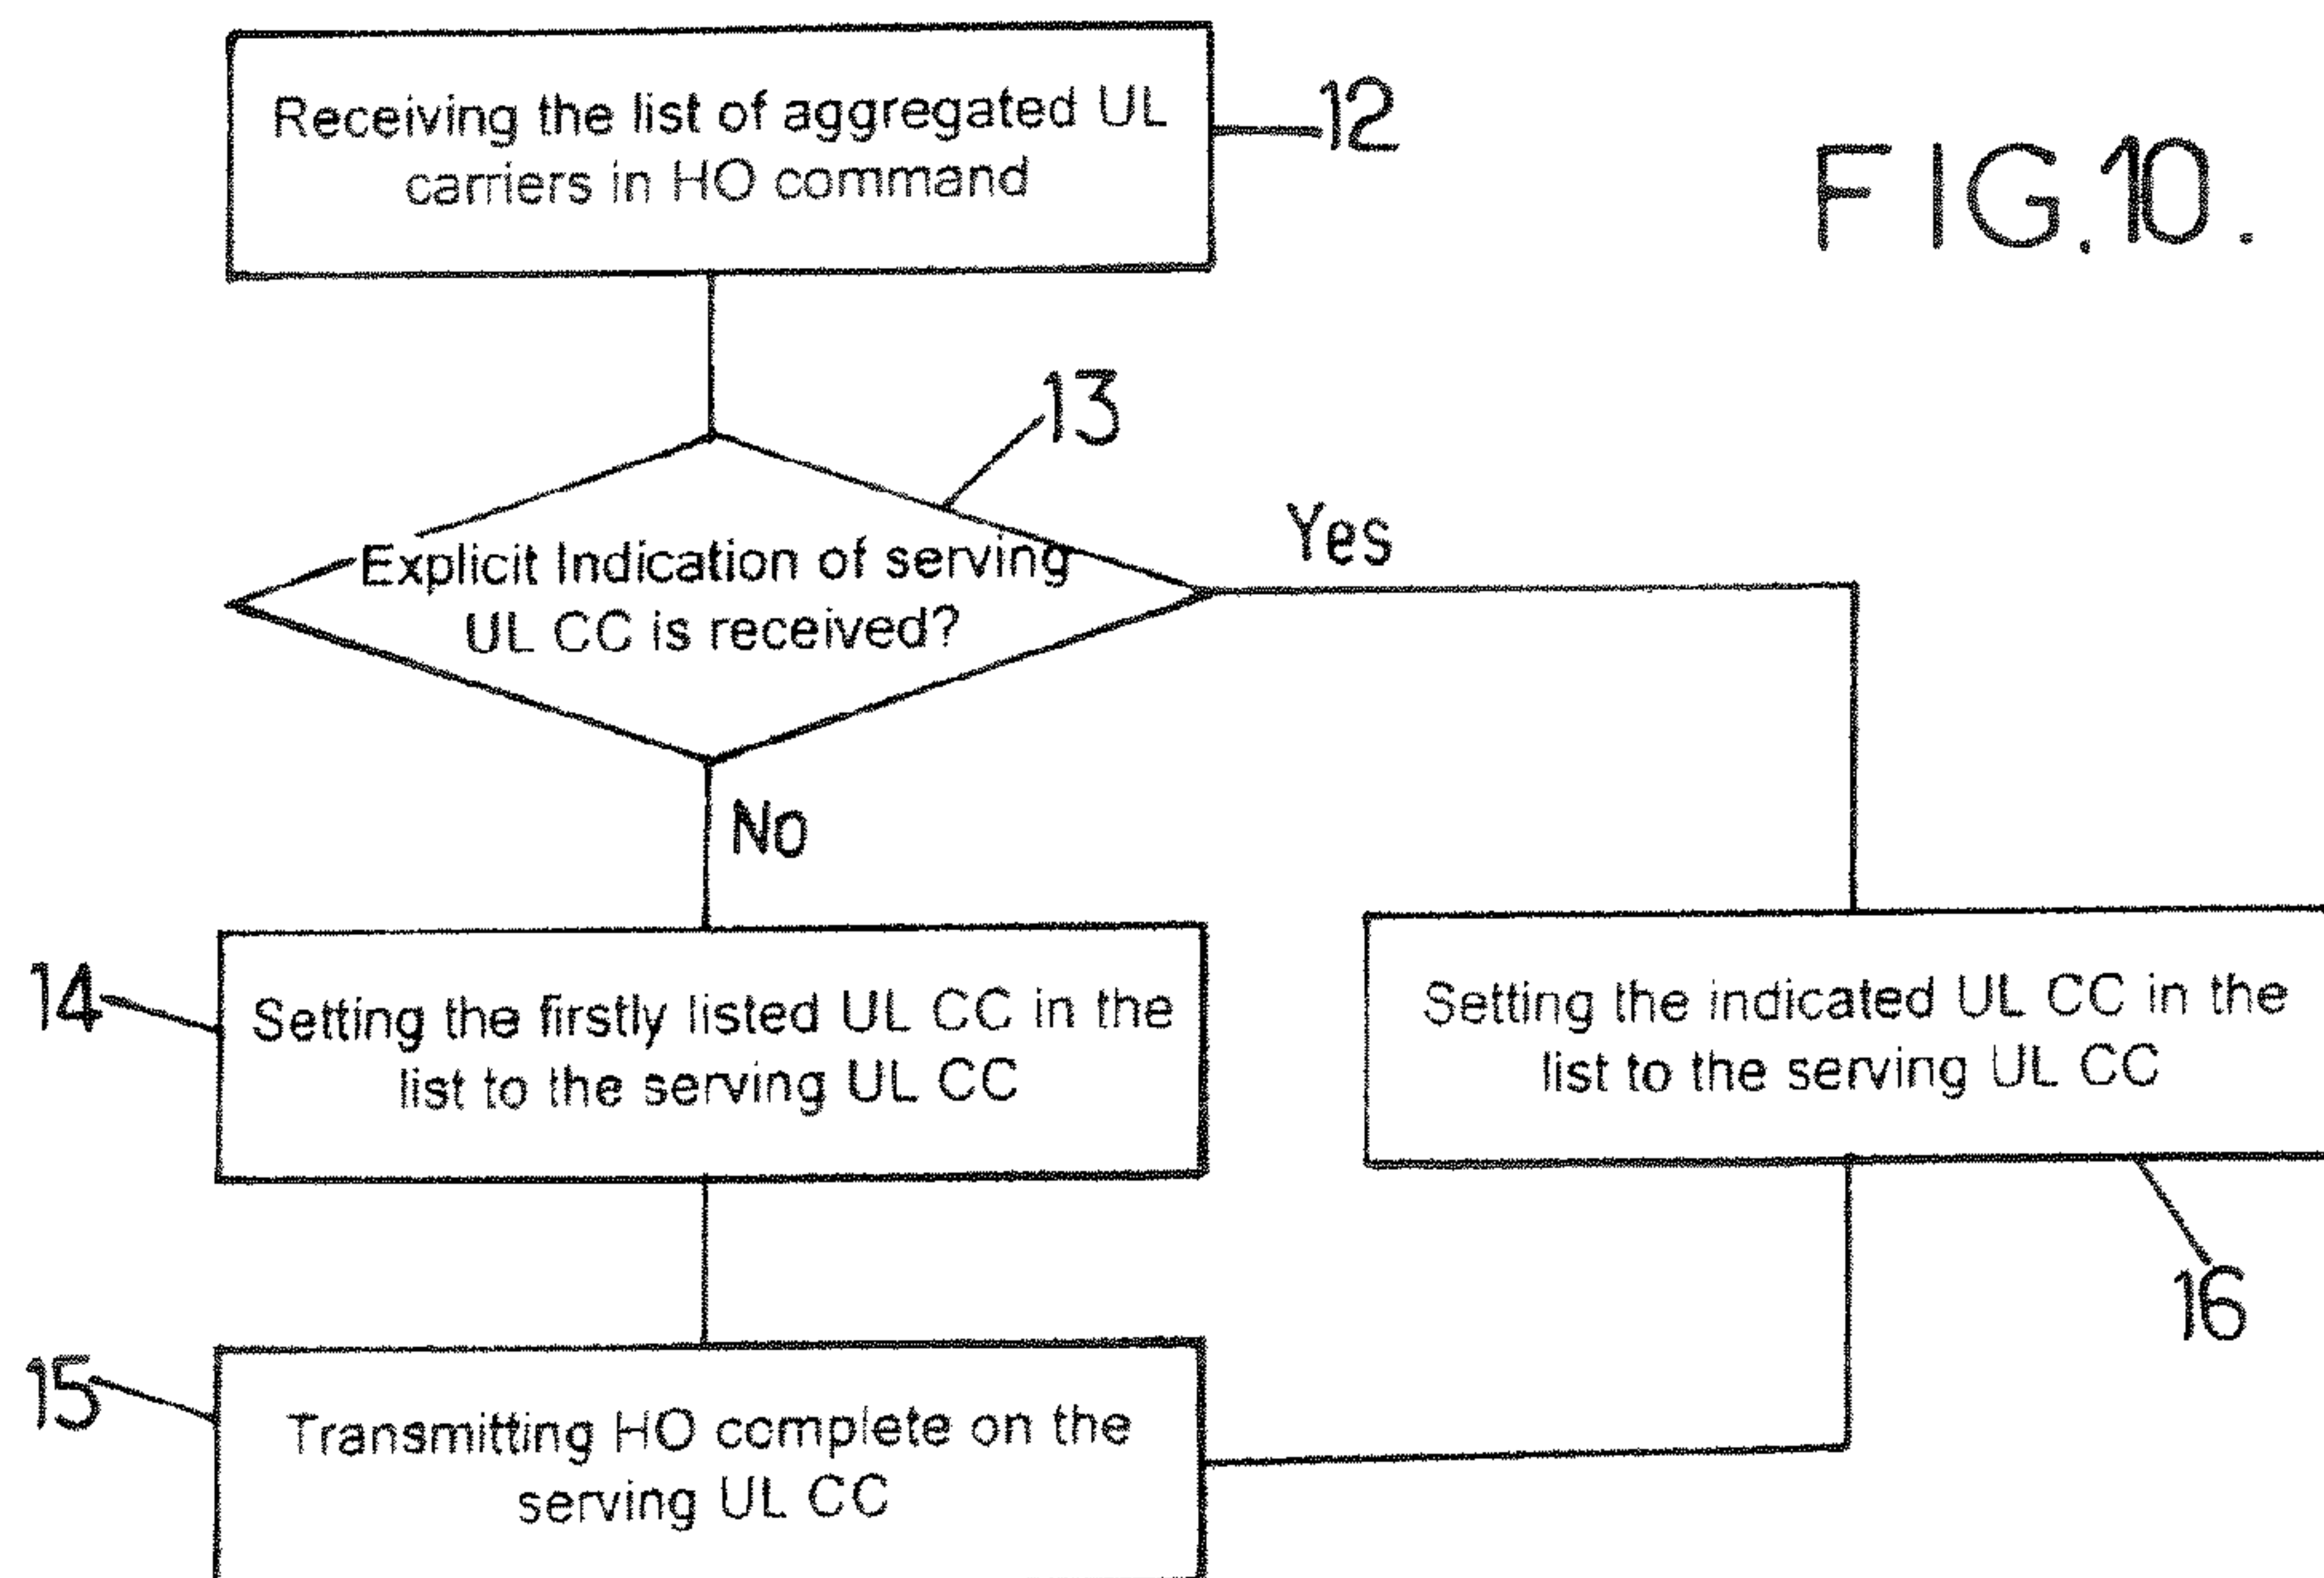 Receiving the list of aggregated UL
carriers in HO command
12
FIG.10.
13
Explicit Indication of serving
UL CC is received?
Yes
No
14
Setting the firstly listed UL CC in the
list to the serving UL CC
Setting the indicated UL CC in the
list to the serving UL CC
16
15
Transmitting HO complete on the
serving UL CC